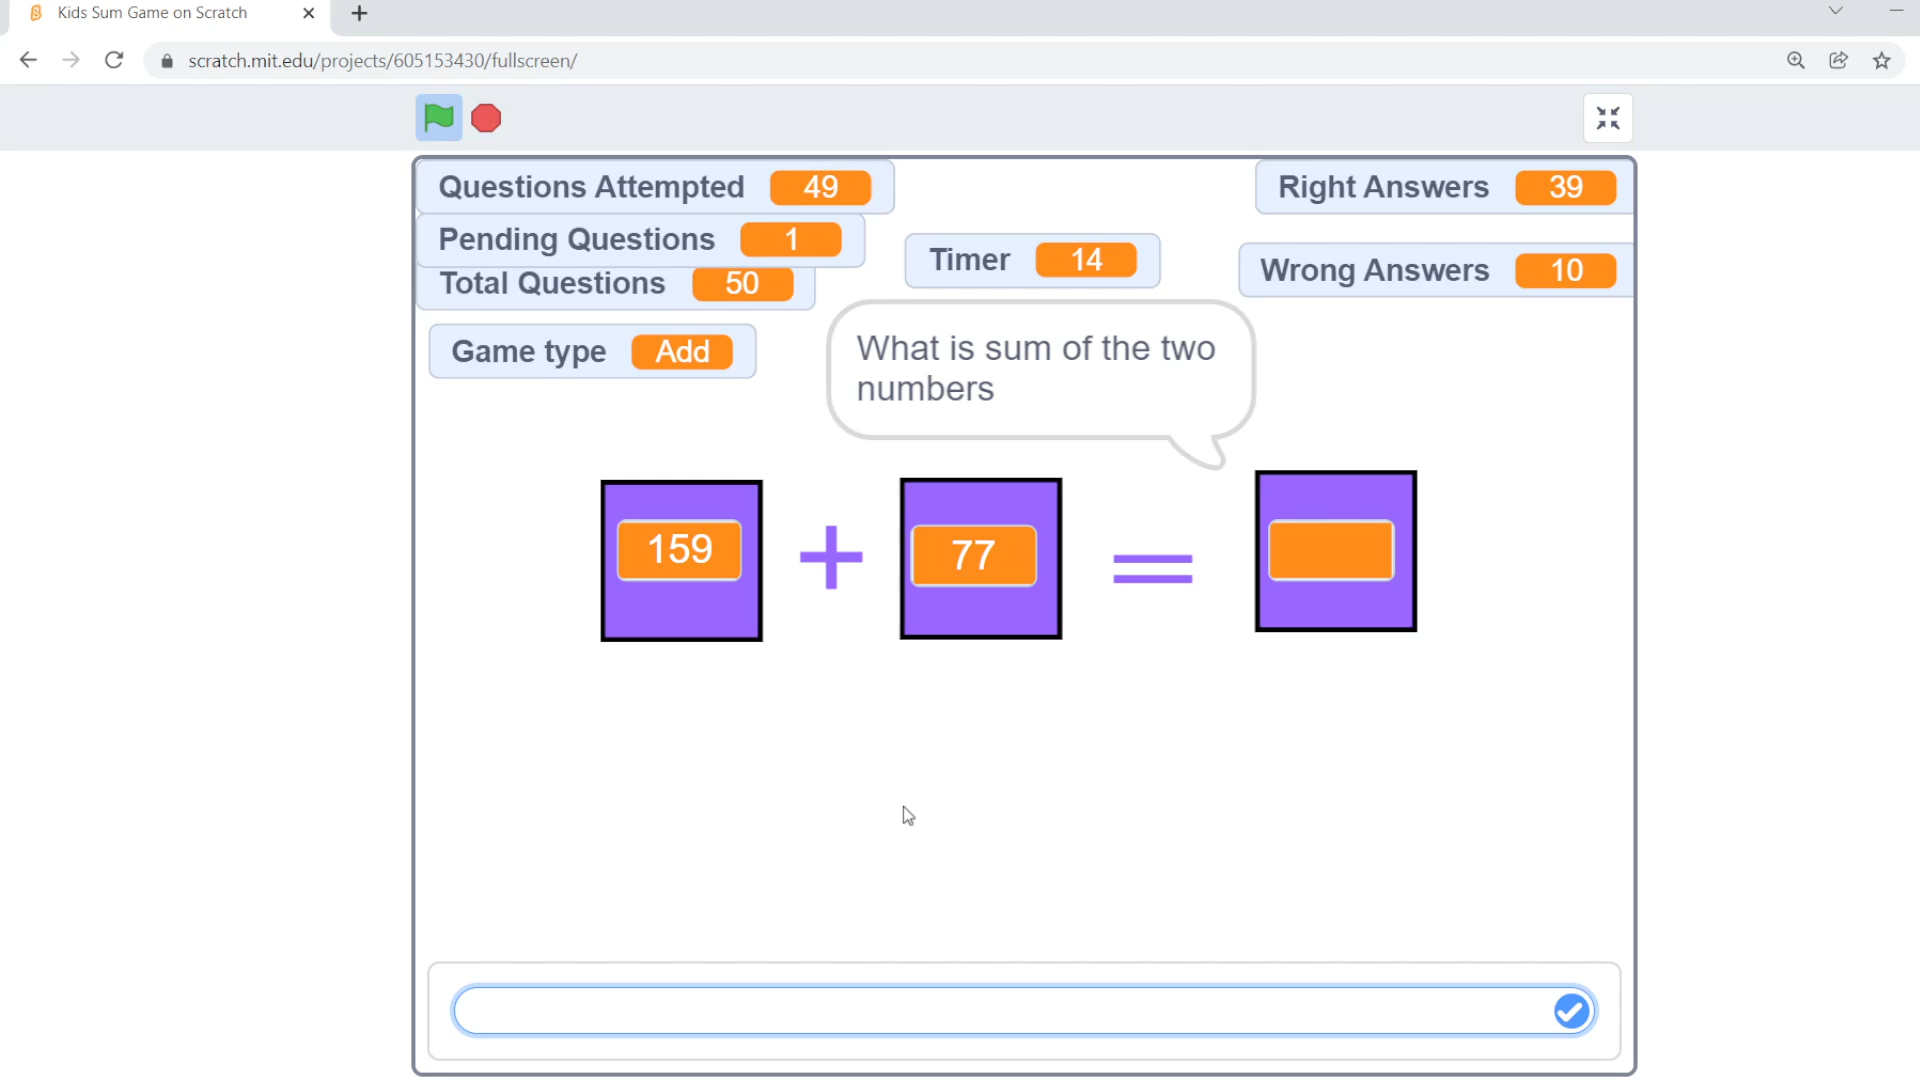 Kids Sum Game on Scratch
scratch.mit.edu/projects/605153430/fullscreen/
Questions Attempted 49
Right Answers 39
Pending Questions 1
Timer 14
Wrong Answers 10
Total Questions 50
Game type Add
What is sum of the two
numbers
159 + 77 =